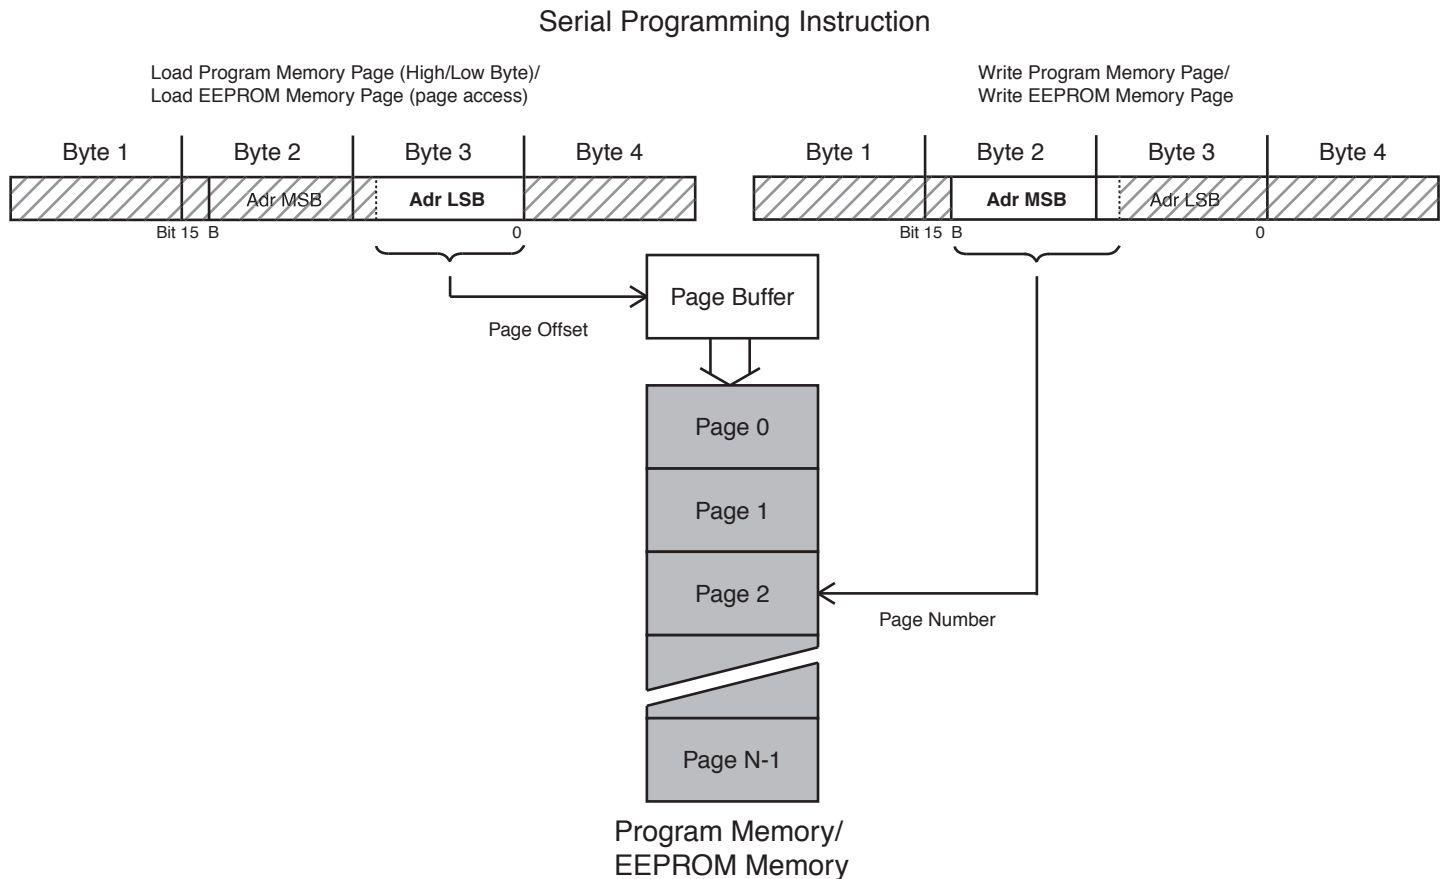 Serial Programming Instruction
Load Program Memory Page (High/Low Byte)/
Load EEPROM Memory Page (page access)
Write Program Memory Page/
Write EEPROM Memory Page
Byte 1 Byte 2 Byte 3 Byte 4
Adr MSB Adr LSB
Bit 15 B 0
Byte 1 Byte 2 Byte 3 Byte 4
Adr MSB Adr LSB
Bit 15 B 0
Page Buffer
Page Offset
Page 0
Page 1
Page 2
Page Number
Page N-1
Program Memory/
EEPROM Memory